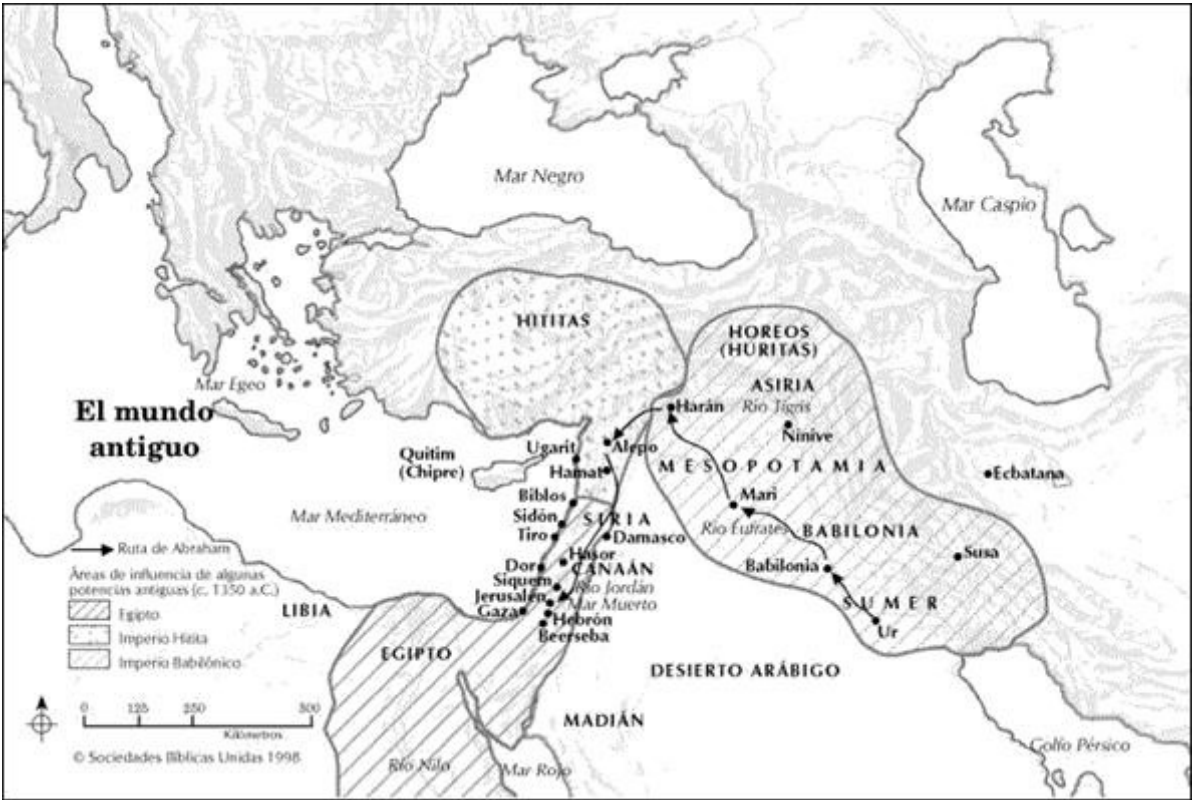 Mar Negro
Mar Caspio
HITITAS
HOREOS
(HURITAS)
ASIRIA
Mar Egeo
Harán
Río Tigris
El mundo
antiguo
Nínive
Ugarit
Alepo
Quitim
(Chipre)
Hamat
MESOPOTAMIA
Ecbatana
Biblos
Mari
Mar Mediterráneo
Sidón
SIRIA
Río Eufrates
BABILONIA
Tiro
Damasco
Ruta de Abraham
Hasor
Susa
Dor
CANAÁN
Babilonia
Áreas de influencia de algunas
potencias antiguas (c. 1350 a.C.)
Siquem
Río Jordán
Jerusalén
Mar Muerto
SUMER
LIBIA
Gaza
Hebrón
Egipto
Beerseba
Ur
Imperio Hitita
EGIPTO
Imperio Babilónico
DESIERTO ARÁBIGO
0 125 250 500
MADIÁN
Kilómetros
Golfo Pérsico
© Sociedades Bíblicas Unidas 1998
Río Nilo
Mar Rojo